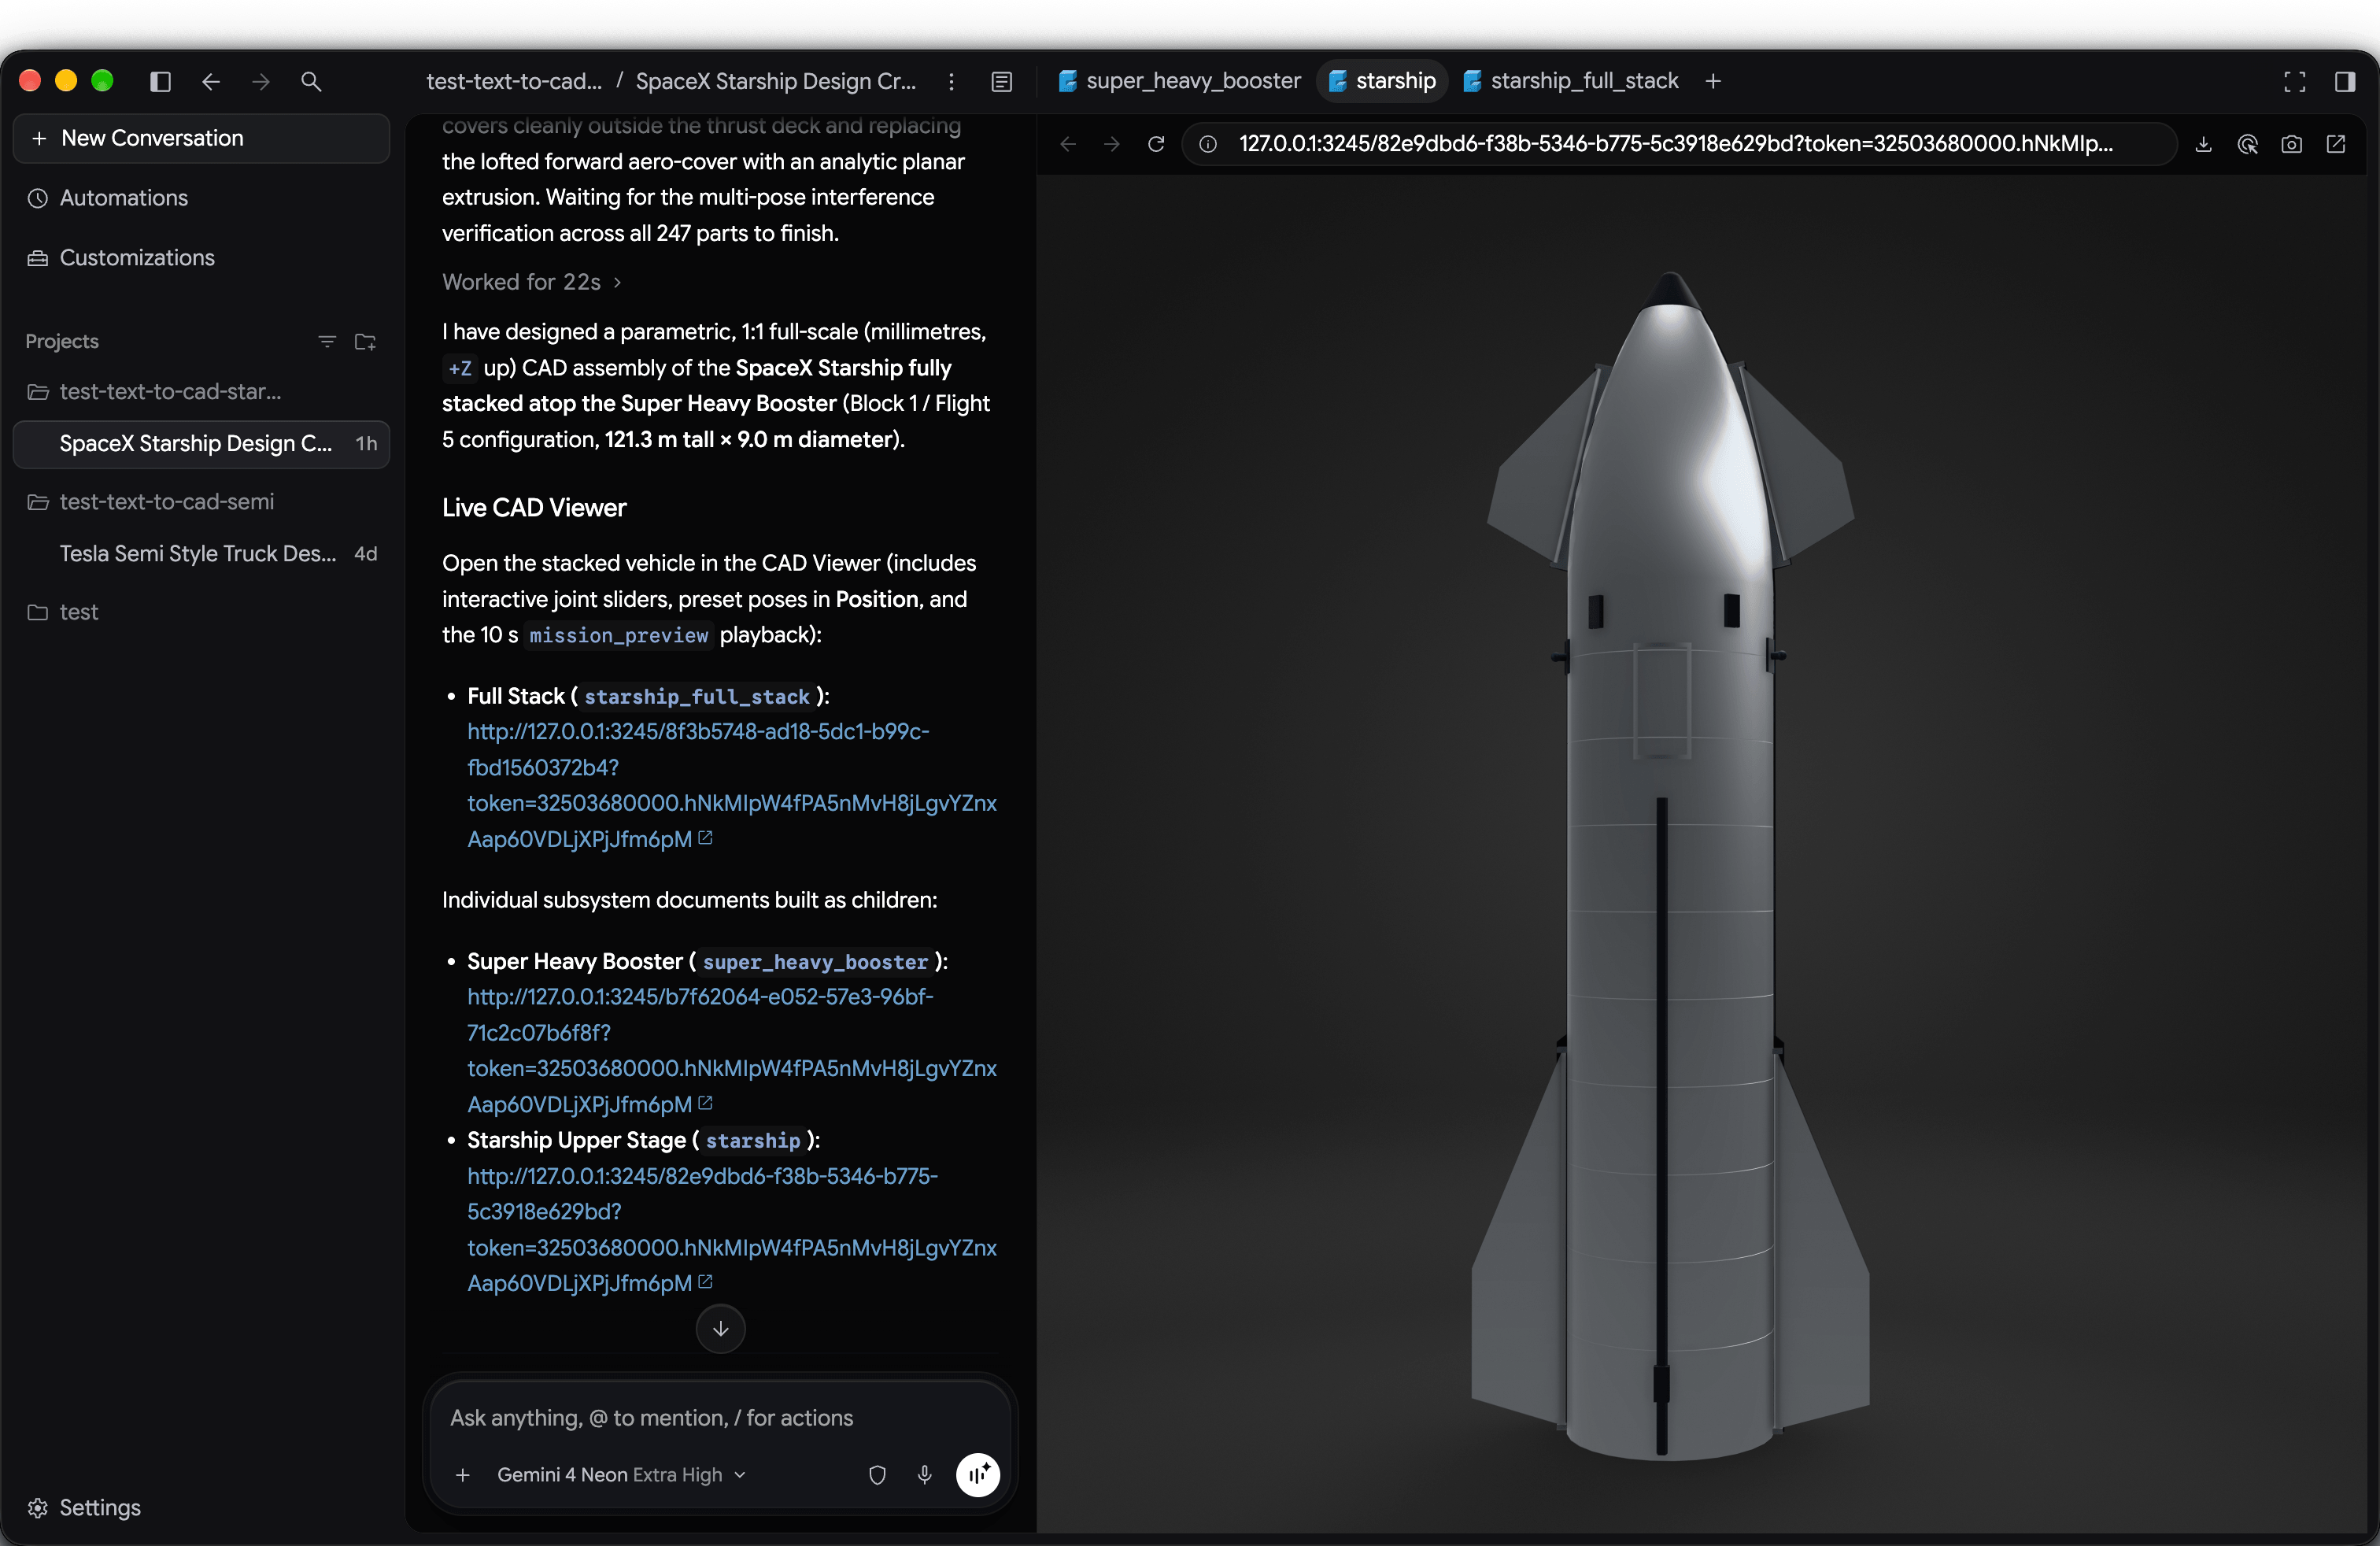 test-text-to-cad... / SpaceX Starship Design Cr...
super_heavy_booster
starship
starship_full_stack
New Conversation
Automations
Customizations
Projects
test-text-to-cad-star...
SpaceX Starship Design C... 1h
test-text-to-cad-semi
Tesla Semi Style Truck Des... 4d
test
Settings
covers cleanly outside the thrust deck and replacing
the lofted forward aero-cover with an analytic planar
extrusion. Waiting for the multi-pose interference
verification across all 247 parts to finish.
Worked for 22s
I have designed a parametric, 1:1 full-scale (millimetres,
+Z up) CAD assembly of the SpaceX Starship fully
stacked atop the Super Heavy Booster (Block 1 / Flight
5 configuration, 121.3 m tall × 9.0 m diameter).
Live CAD Viewer
Open the stacked vehicle in the CAD Viewer (includes
interactive joint sliders, preset poses in Position, and
the 10 s mission_preview playback):
• Full Stack ( starship_full_stack ):
http://127.0.0.1:3245/8f3b5748-ad18-5dc1-b99c-
fbd1560372b4?
token=32503680000.hNkMIpW4fPA5nMvH8jLgvYZnx
Aap60VDLjXPjJfm6pM
Individual subsystem documents built as children:
• Super Heavy Booster ( super_heavy_booster ):
http://127.0.0.1:3245/b7f62064-e052-57e3-96bf-
71c2c07b6f8f?
token=32503680000.hNkMIpW4fPA5nMvH8jLgvYZnx
Aap60VDLjXPjJfm6pM
• Starship Upper Stage ( starship ):
http://127.0.0.1:3245/82e9dbd6-f38b-5346-b775-
5c3918e629bd?
token=32503680000.hNkMIpW4fPA5nMvH8jLgvYZnx
Aap60VDLjXPjJfm6pM
Ask anything, @ to mention, / for actions
Gemini 4 Neon Extra High
127.0.0.1:3245/82e9dbd6-f38b-5346-b775-5c3918e629bd?token=32503680000.hNkMIp...